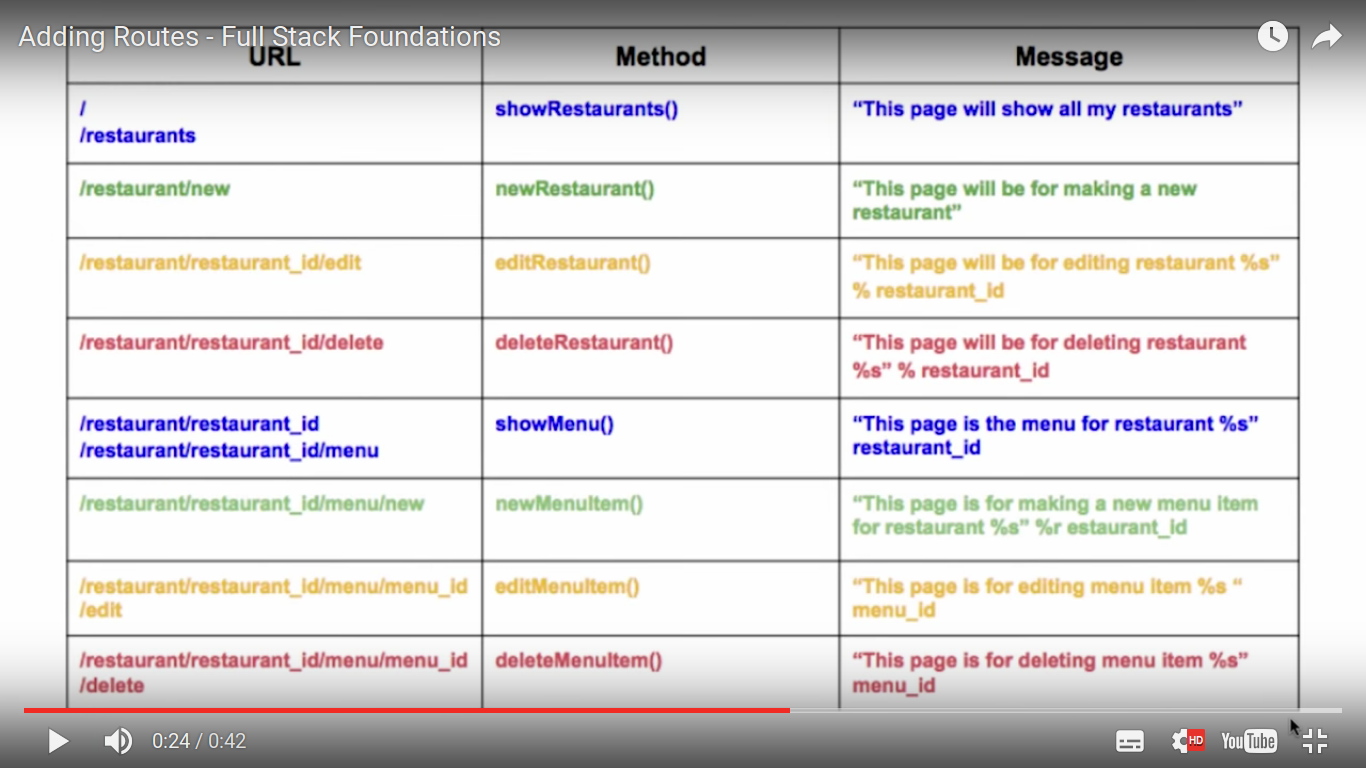 Adding Routes - Full Stack Foundations
URL Method Message
/ showRestaurants() “This page will show all my restaurants”
/restaurants
/restaurant/new newRestaurant() “This page will be for making a new
restaurant”
/restaurant/restaurant_id/edit editRestaurant() “This page will be for editing restaurant %s”
% restaurant_id
/restaurant/restaurant_id/delete deleteRestaurant() “This page will be for deleting restaurant
%s” % restaurant_id
/restaurant/restaurant_id showMenu() “This page is the menu for restaurant %s”
/restaurant/restaurant_id/menu restaurant_id
/restaurant/restaurant_id/menu/new newMenuItem() “This page is for making a new menu item
for restaurant %s” %r estaurant_id
/restaurant/restaurant_id/menu/menu_id editMenuItem() “This page is for editing menu item %s “
/edit menu_id
/restaurant/restaurant_id/menu/menu_id deleteMenuItem() “This page is for deleting menu item %s”
/delete menu_id
0:24 / 0:42 HD YouTube